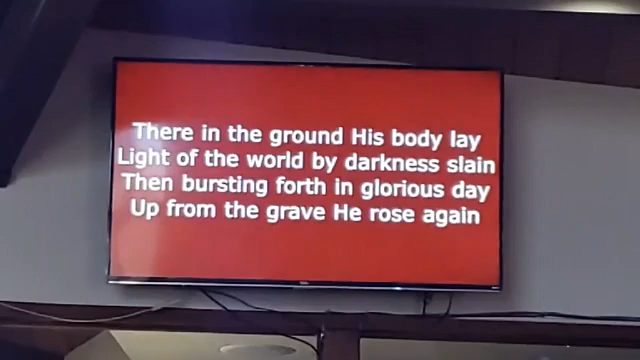 There in the ground His body lay
Light of the world by darkness slain
Then bursting forth in glorious day
Up from the grave He rose again